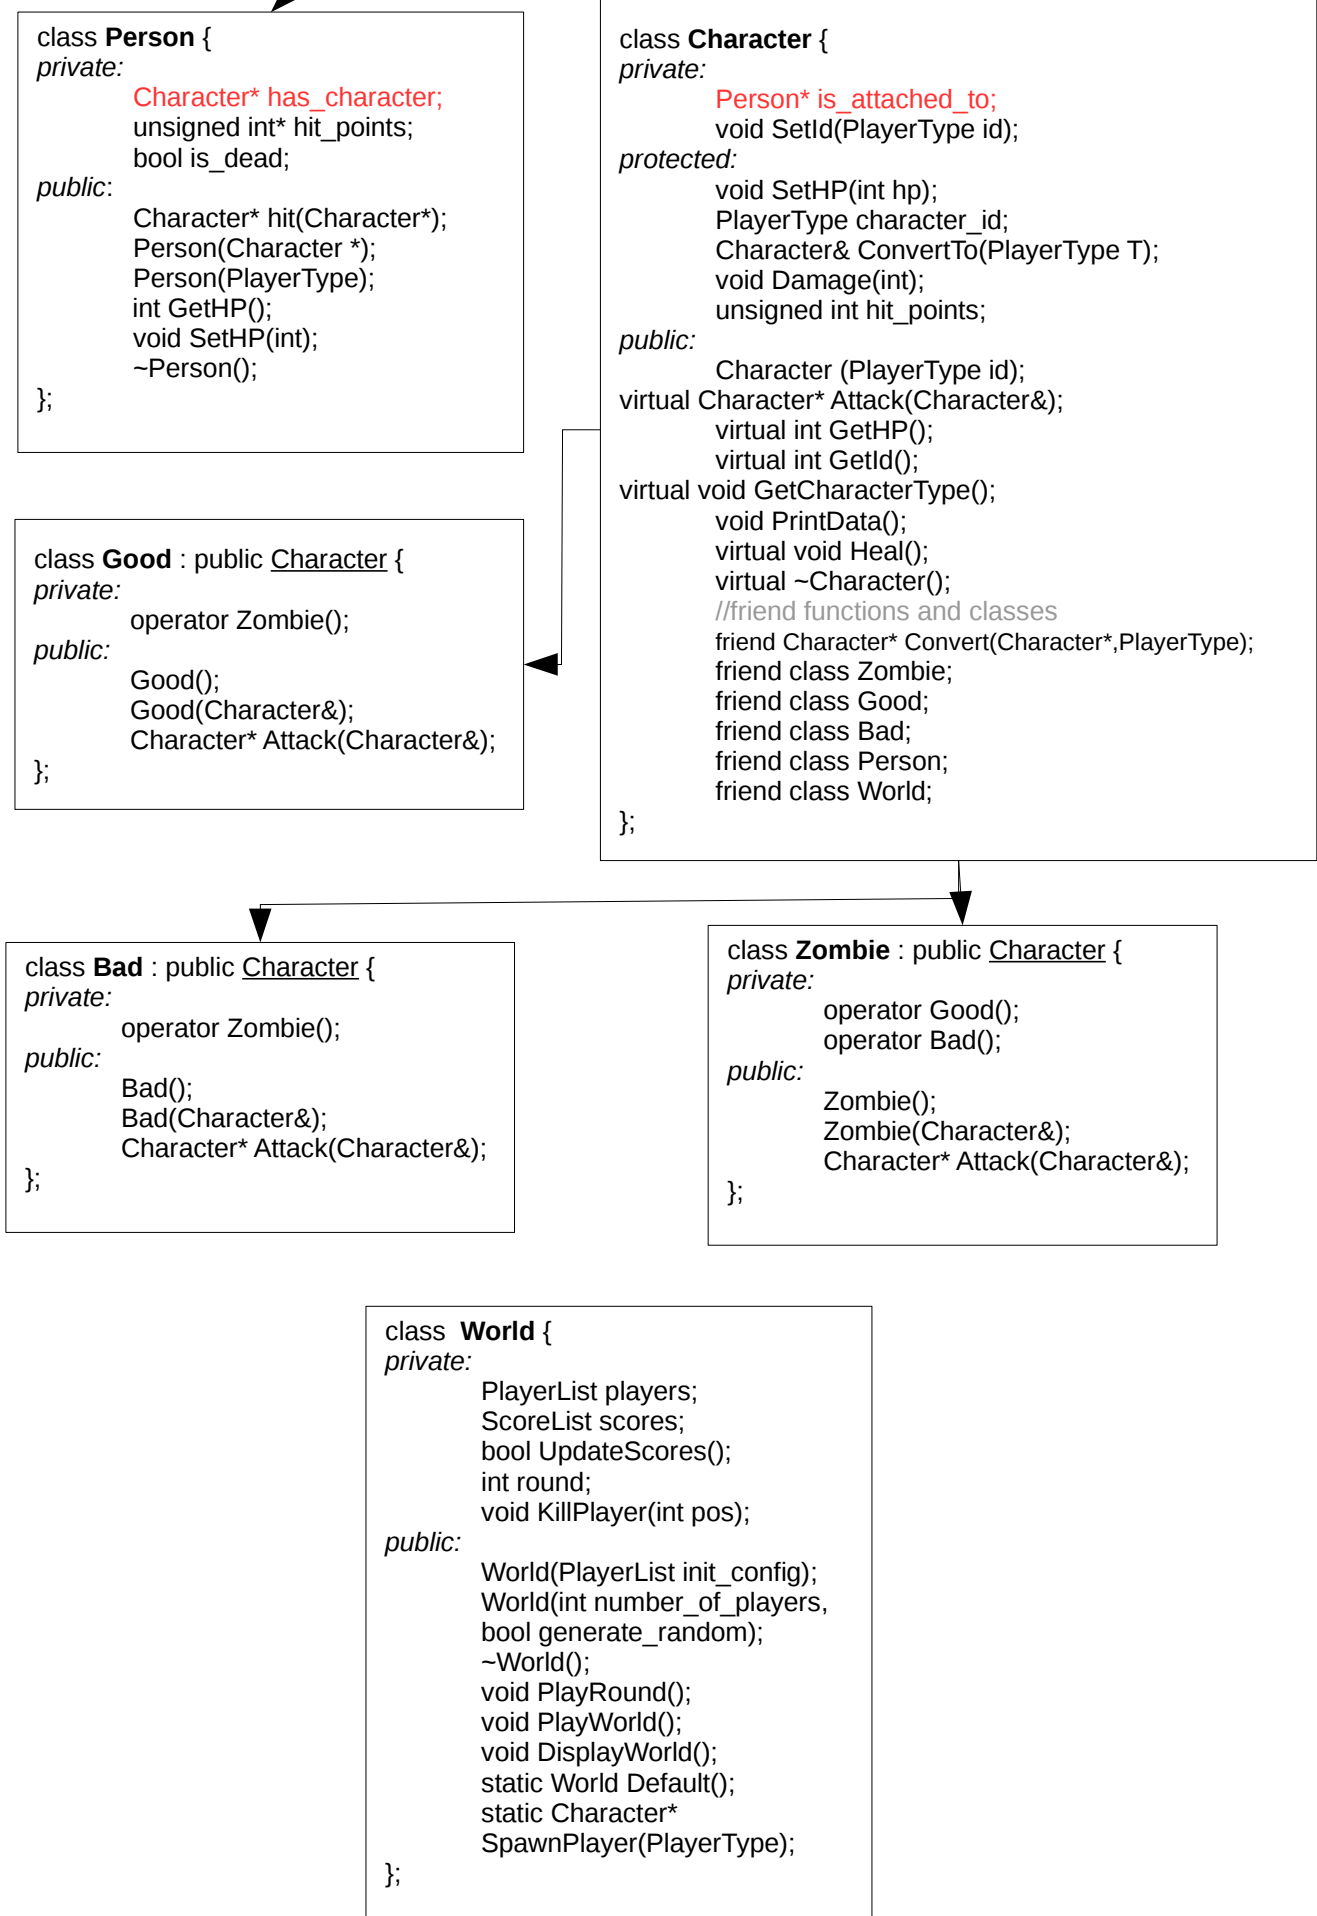 class Person {
private:
Character* has_character;
unsigned int* hit_points;
bool is_dead;
public:
Character* hit(Character*);
Person(Character *);
Person(PlayerType);
int GetHP();
void SetHP(int);
~Person();
};
class Character {
private:
Person* is_attached_to;
void SetId(PlayerType id);
protected:
void SetHP(int hp);
PlayerType character_id;
Character& ConvertTo(PlayerType T);
void Damage(int);
unsigned int hit_points;
public:
Character (PlayerType id);
virtual Character* Attack(Character&);
virtual int GetHP();
virtual int GetId();
virtual void GetCharacterType();
void PrintData();
virtual void Heal();
virtual ~Character();
//friend functions and classes
friend Character* Convert(Character*,PlayerType);
friend class Zombie;
friend class Good;
friend class Bad;
friend class Person;
friend class World;
};
class Good : public Character {
private:
operator Zombie();
public:
Good();
Good(Character&);
Character* Attack(Character&);
};
class Bad : public Character {
private:
operator Zombie();
public:
Bad();
Bad(Character&);
Character* Attack(Character&);
};
class Zombie : public Character {
private:
operator Good();
operator Bad();
public:
Zombie();
Zombie(Character&);
Character* Attack(Character&);
};
class World {
private:
PlayerList players;
ScoreList scores;
bool UpdateScores();
int round;
void KillPlayer(int pos);
public:
World(PlayerList init_config);
World(int number_of_players,
bool generate_random);
~World();
void PlayRound();
void PlayWorld();
void DisplayWorld();
static World Default();
static Character*
SpawnPlayer(PlayerType);
};